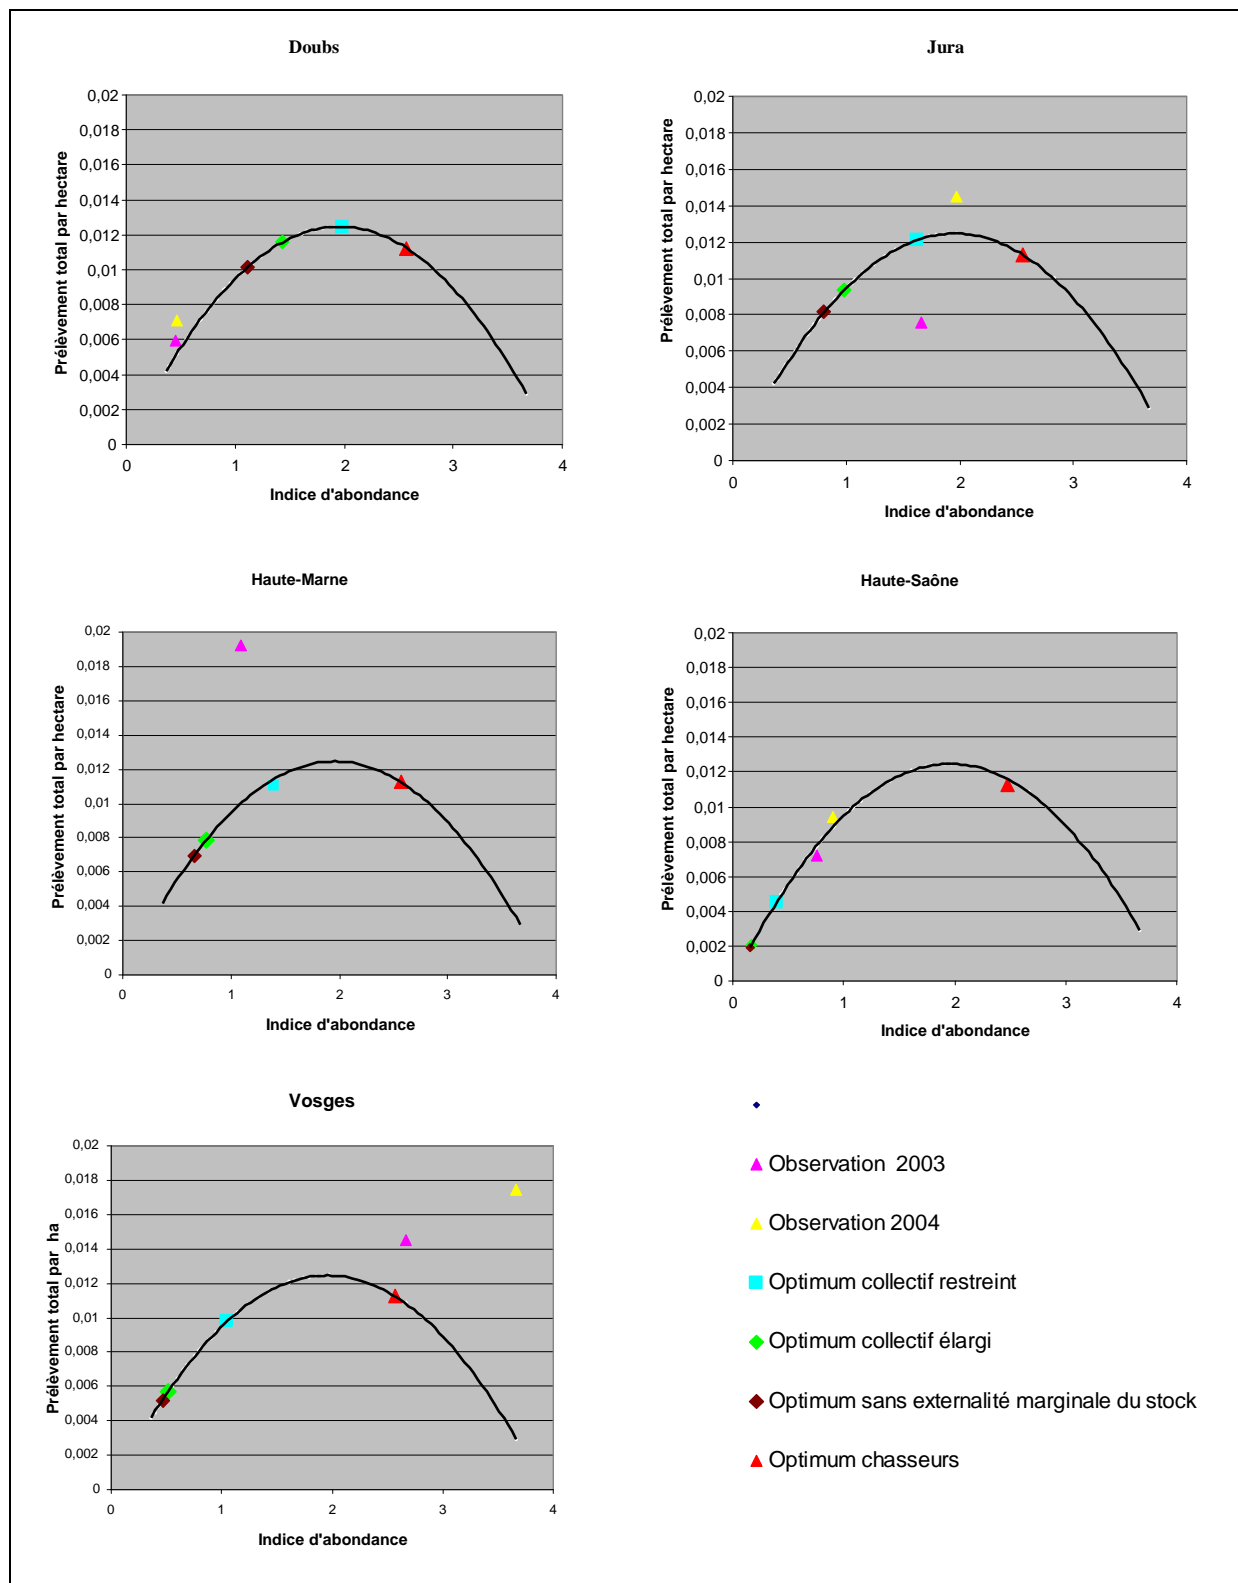 Doubs
Prélèvement total par hectare
0,02
0,018
0,016
0,014
0,012
0,01
0,008
0,006
0,004
0,002
0
0 1 2 3 4
Indice d'abondance
Jura
Prélèvement total par hectare
0,02
0,018
0,016
0,014
0,012
0,01
0,008
0,006
0,004
0,002
0
0 1 2 3 4
Indice d'abondance
Haute-Marne
Prélèvement total par hectare
0,02
0,018
0,016
0,014
0,012
0,01
0,008
0,006
0,004
0,002
0
0 1 2 3 4
Indice d'abondance
Haute-Saône
Prélèvement total par hectare
0,02
0,018
0,016
0,014
0,012
0,01
0,008
0,006
0,004
0,002
0
0 1 2 3 4
Indice d'abondance
Vosges
Prélèvement total par ha
0,02
0,018
0,016
0,014
0,012
0,01
0,008
0,006
0,004
0,002
0
0 1 2 3 4
Indice d'abondance
Observation 2003
Observation 2004
Optimum collectif restreint
Optimum collectif élargi
Optimum sans externalité marginale du stock
Optimum chasseurs